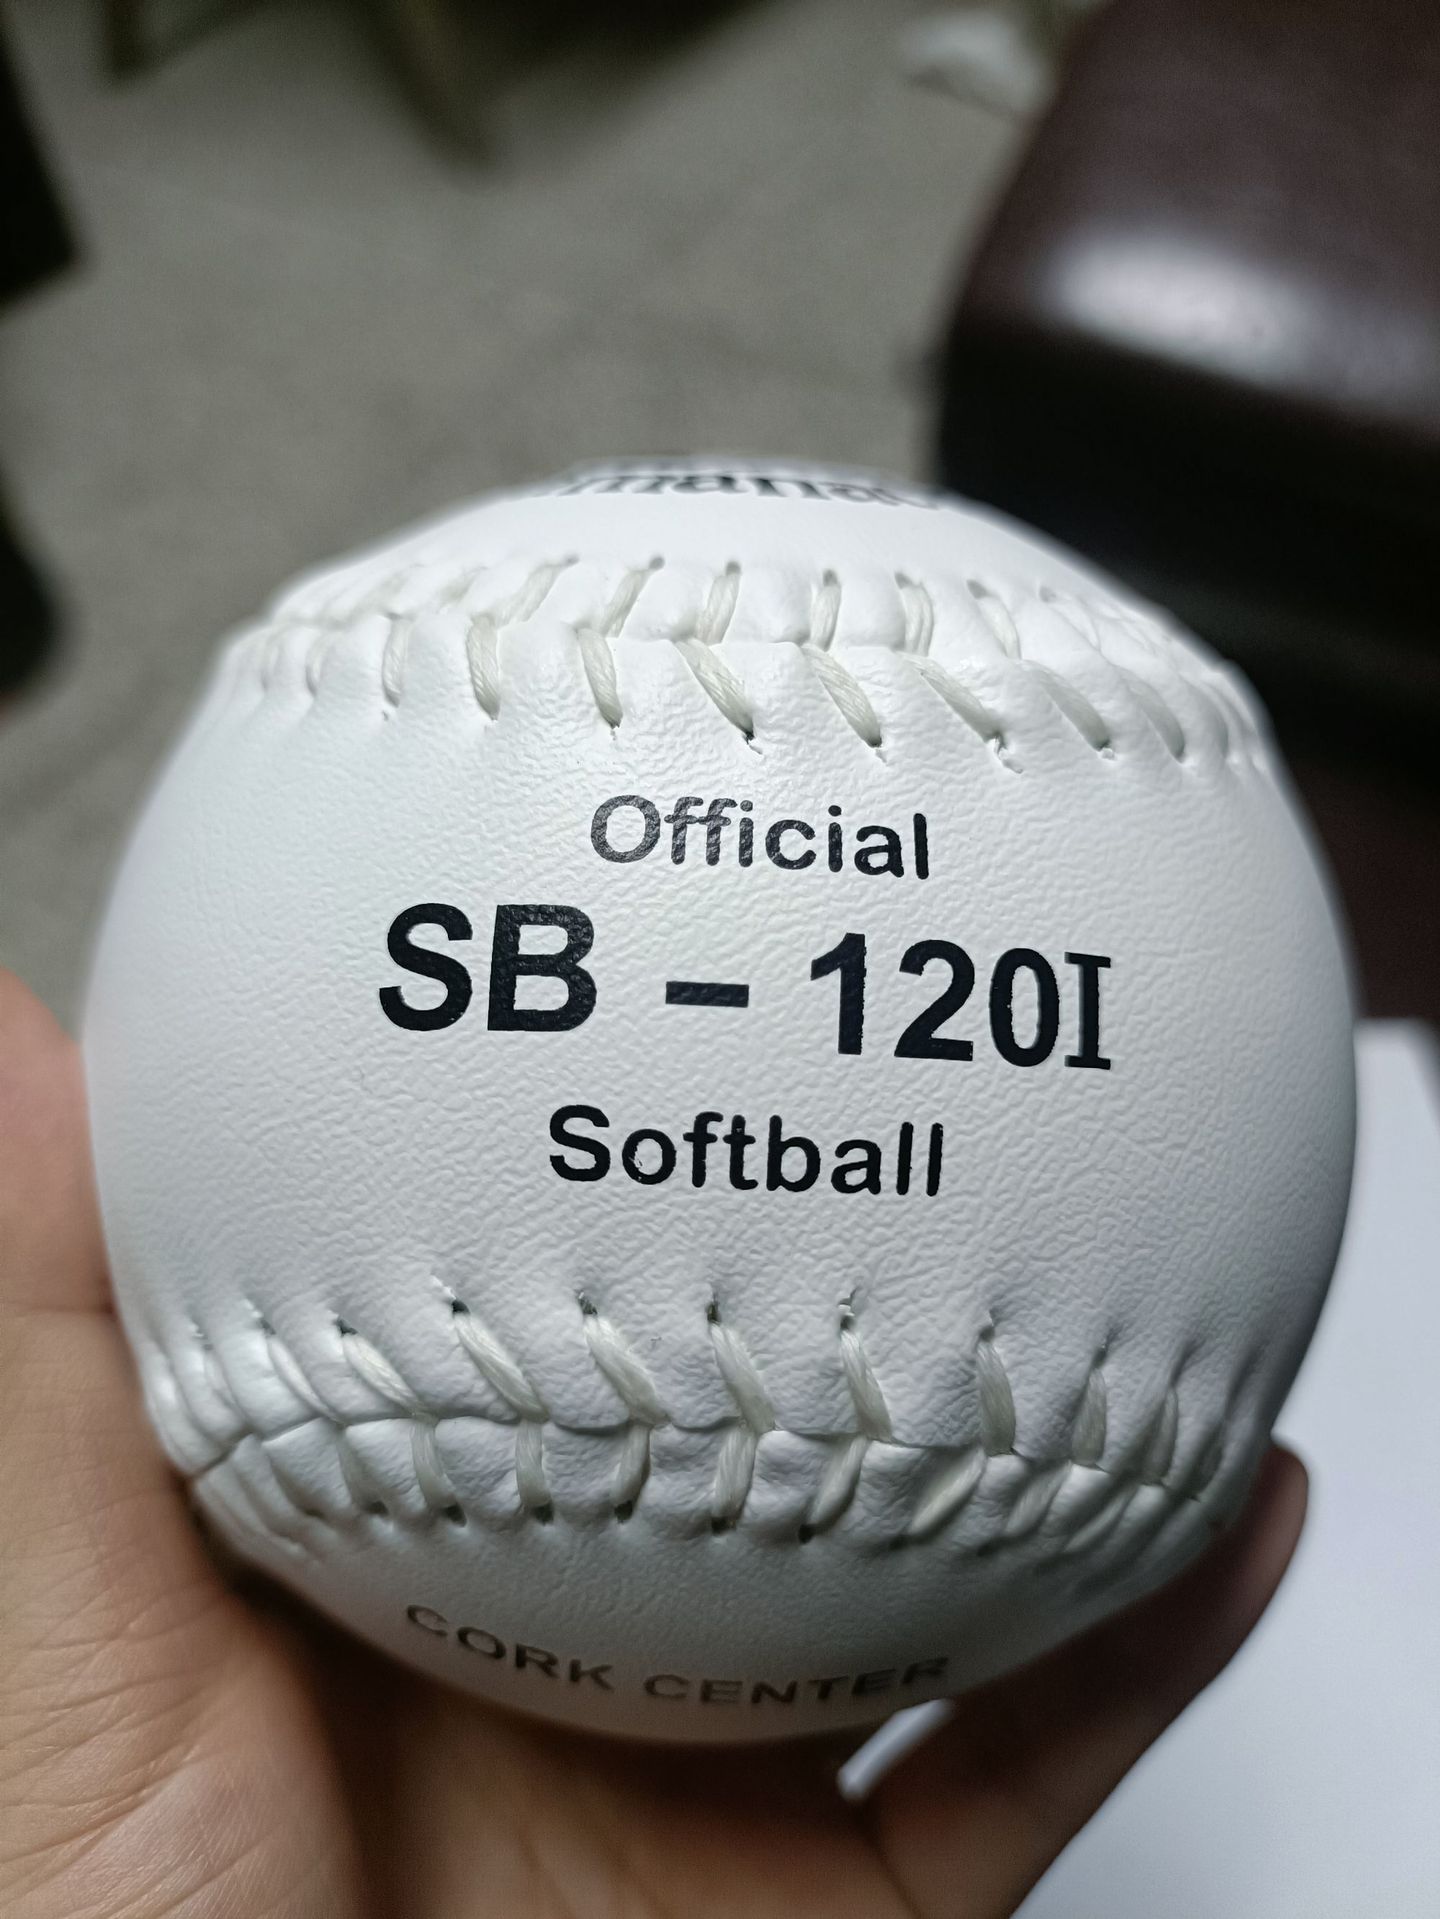 Official
SB - 120I
Softball
CORK CENTER